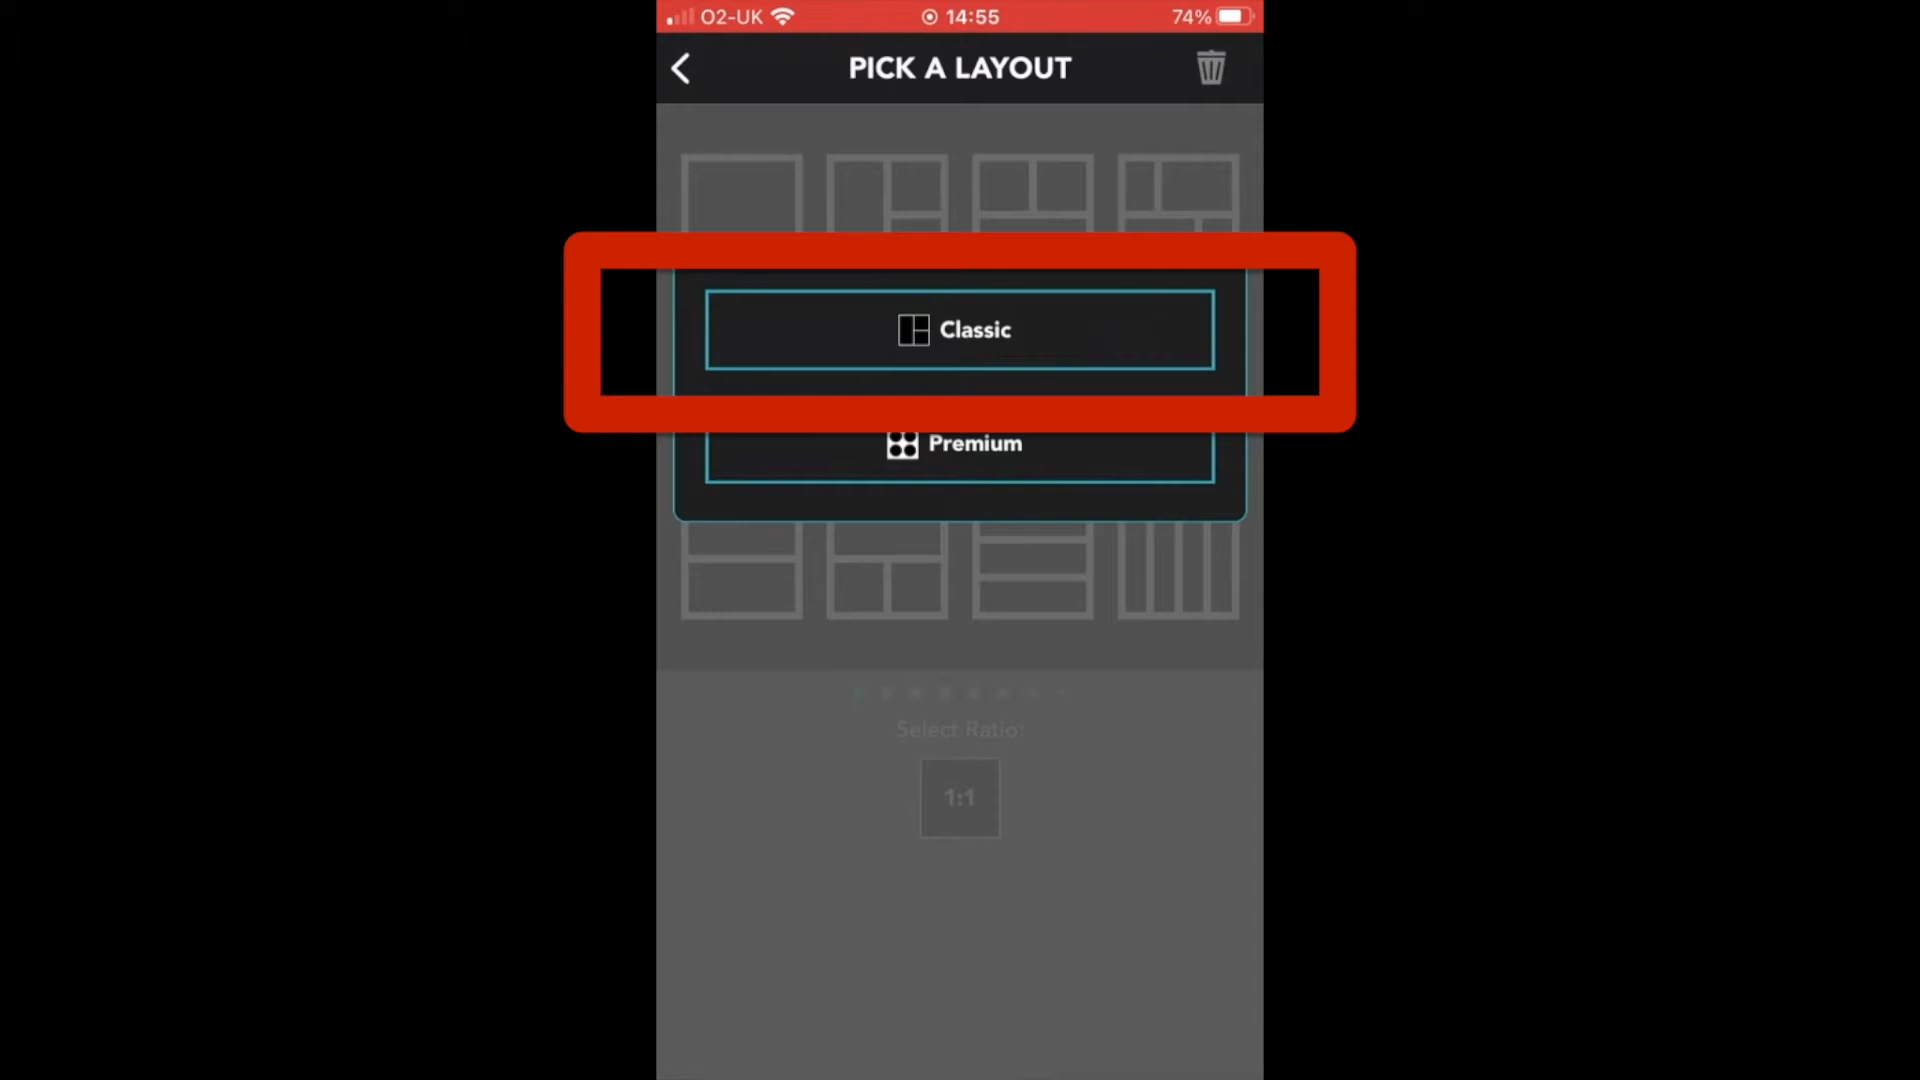 O2-UK 14:55 74%
PICK A LAYOUT
Classic
Premium
Select Ratio:
1:1